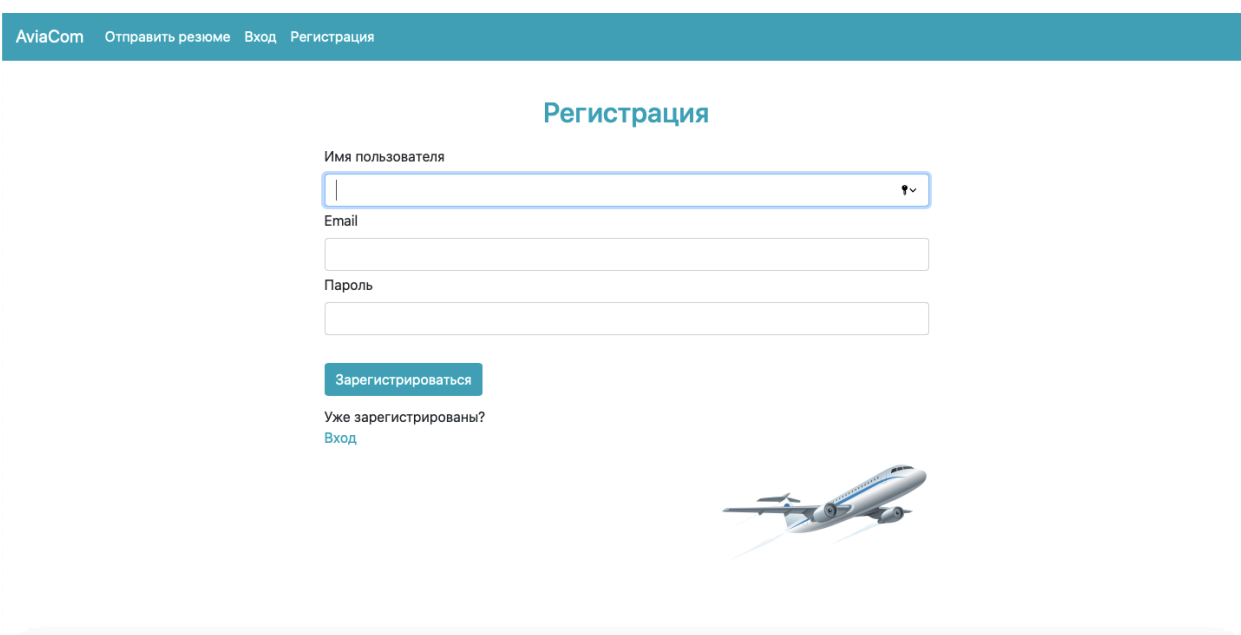 AviaCom Отправить резюме Вход Регистрация
Регистрация
Имя пользователя
Email
Пароль
Зарегистрироваться
Уже зарегистрированы?
Вход